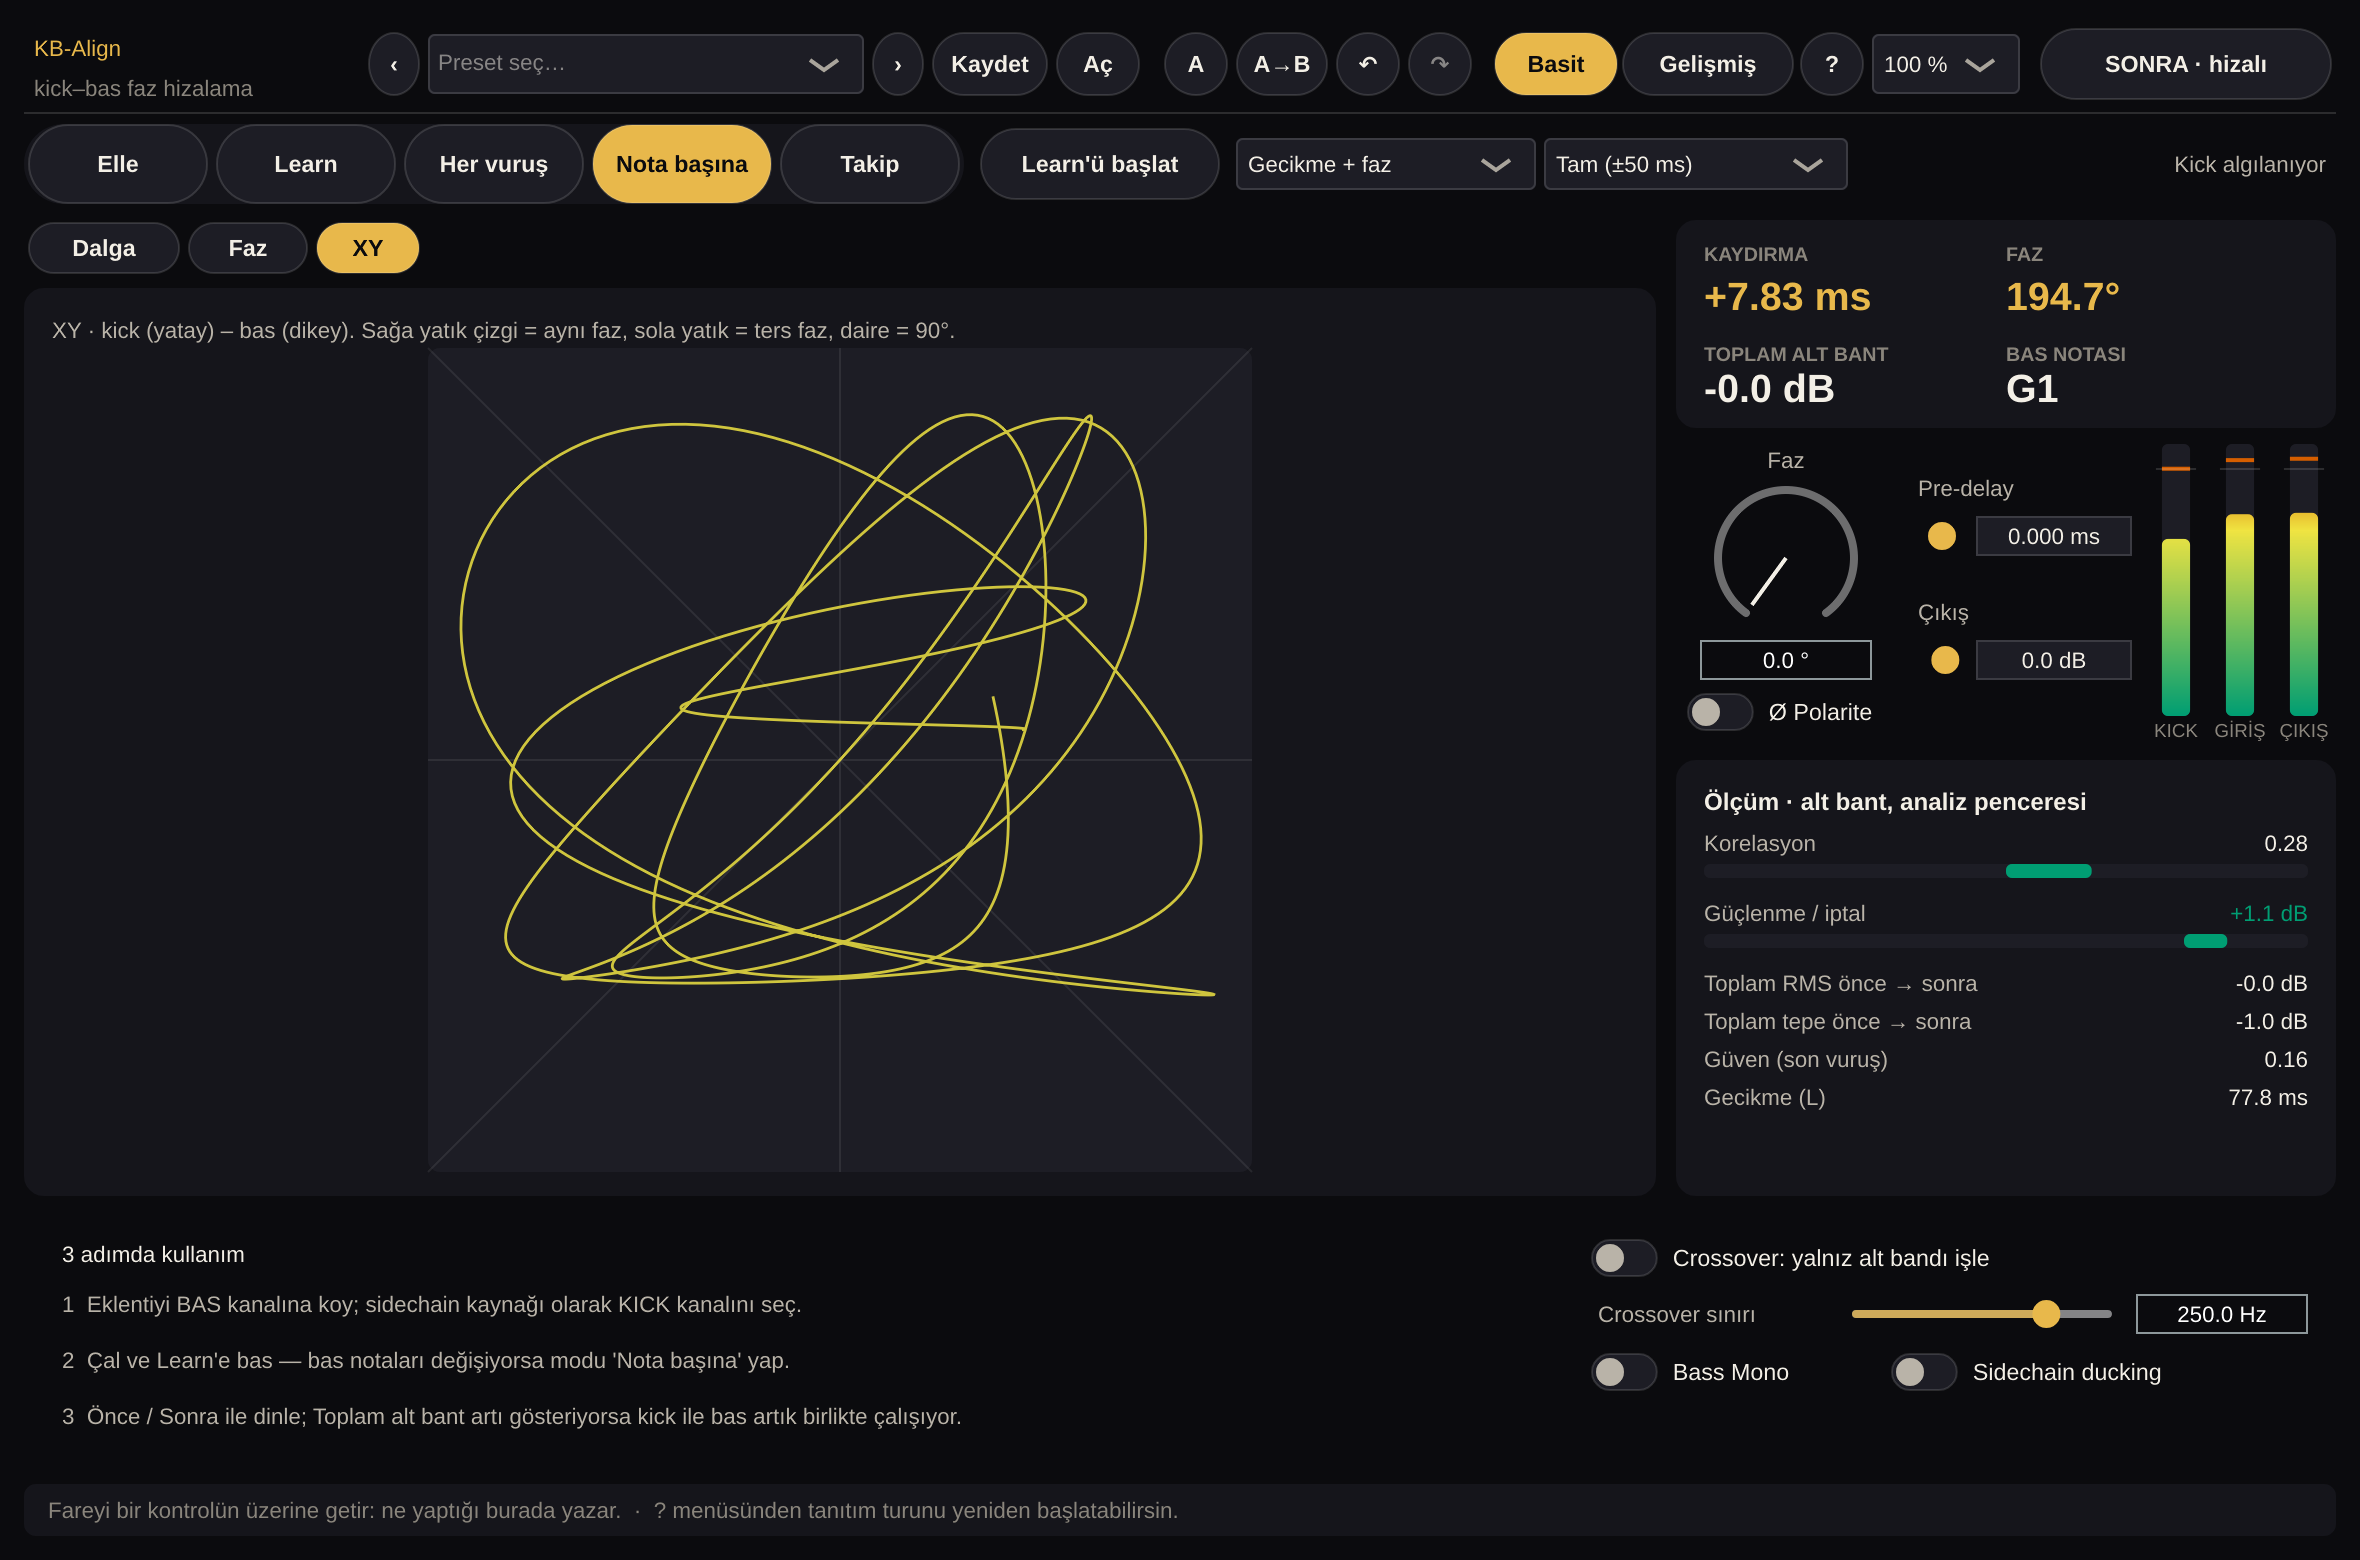 KB-Align
kick–bas faz hizalama
‹ Preset seç… › Kaydet Aç A A→B ↶ ↷ Basit Gelişmiş ? 100 % SONRA · hizalı
Elle Learn Her vuruş Nota başına Takip Learn'ü başlat Gecikme + faz Tam (±50 ms) Kick algılanıyor
Dalga Faz XY
XY · kick (yatay) – bas (dikey). Sağa yatık çizgi = aynı faz, sola yatık = ters faz, daire = 90°.
KAYDIRMA FAZ
+7.83 ms 194.7°
TOPLAM ALT BANT BAS NOTASI
-0.0 dB G1
Faz
Pre-delay
0.000 ms
Çıkış
0.0 ° 0.0 dB
Ø Polarite
KICK GİRİŞ ÇIKIŞ
Ölçüm · alt bant, analiz penceresi
Korelasyon 0.28
Güçlenme / iptal +1.1 dB
Toplam RMS önce → sonra -0.0 dB
Toplam tepe önce → sonra -1.0 dB
Güven (son vuruş) 0.16
Gecikme (L) 77.8 ms
3 adımda kullanım
1 Eklentiyi BAS kanalına koy; sidechain kaynağı olarak KICK kanalını seç.
2 Çal ve Learn'e bas — bas notaları değişiyorsa modu 'Nota başına' yap.
3 Önce / Sonra ile dinle; Toplam alt bant artı gösteriyorsa kick ile bas artık birlikte çalışıyor.
Crossover: yalnız alt bandı işle
Crossover sınırı 250.0 Hz
Bass Mono Sidechain ducking
Fareyi bir kontrolün üzerine getir: ne yaptığı burada yazar. · ? menüsünden tanıtım turunu yeniden başlatabilirsin.